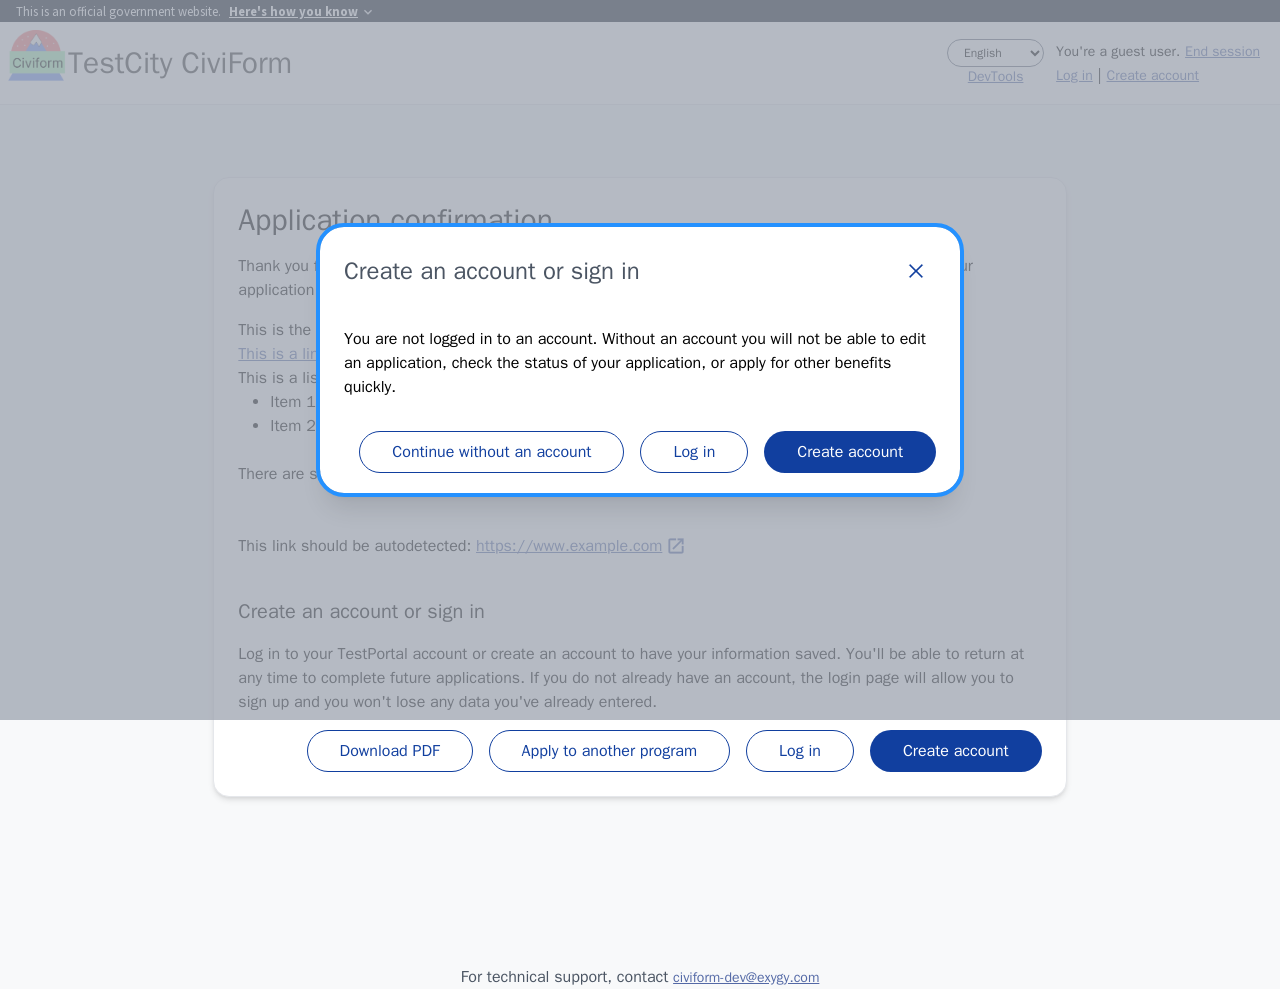 This is an official government website. Here's how you know
Civiform TestCity CiviForm
English
DevTools
You're a guest user. End session
Log in | Create account
Application confirmation
Thank you
application
This is the
This is a
This is a
Item 1
Item 2
There are
Create an account or sign in
You are not logged in to an account. Without an account you will not be able to edit
an application, check the status of your application, or apply for other benefits
quickly.
Continue without an account
Log in
Create account
This link should be autodetected: https://www.example.com
Create an account or sign in
Log in to your TestPortal account or create an account to have your information saved. You'll be able to return at
any time to complete future applications. If you do not already have an account, the login page will allow you to
sign up and you won't lose any data you've already entered.
Download PDF
Apply to another program
Log in
Create account
For technical support, contact civiform-dev@exygy.com